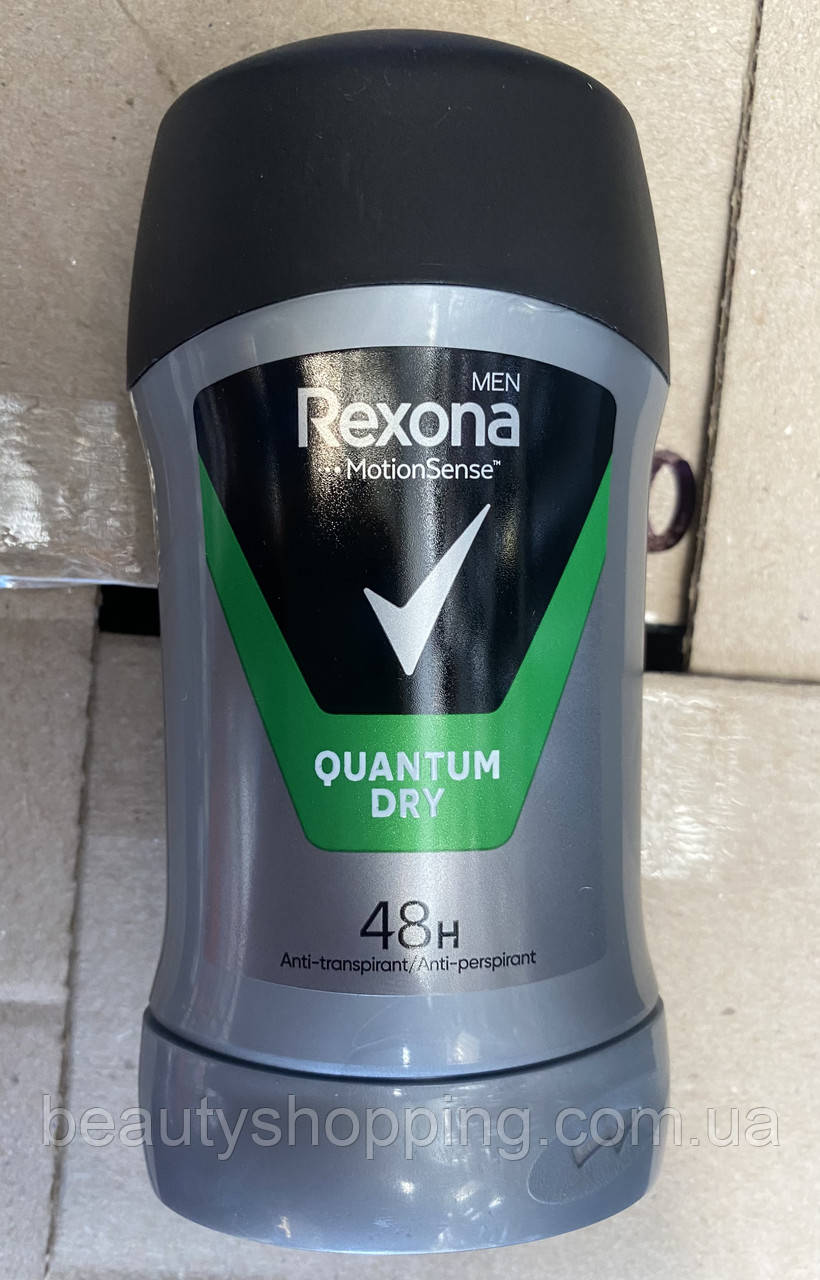 MEN
Rexona
MotionSense™
QUANTUM
DRY
48H
Anti-transpirant/Anti-perspirant
beautyshopping.com.ua